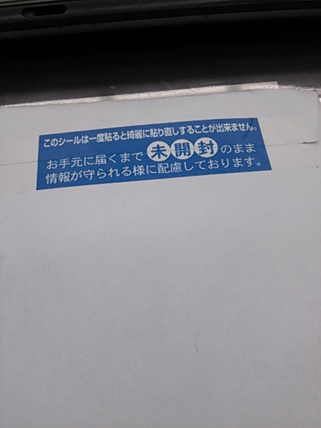 このシールは一度貼ると綺麗に貼り直しすることが出来ません。
お手元に届くまで未開封のまま
情報が守られる様に配慮しております。